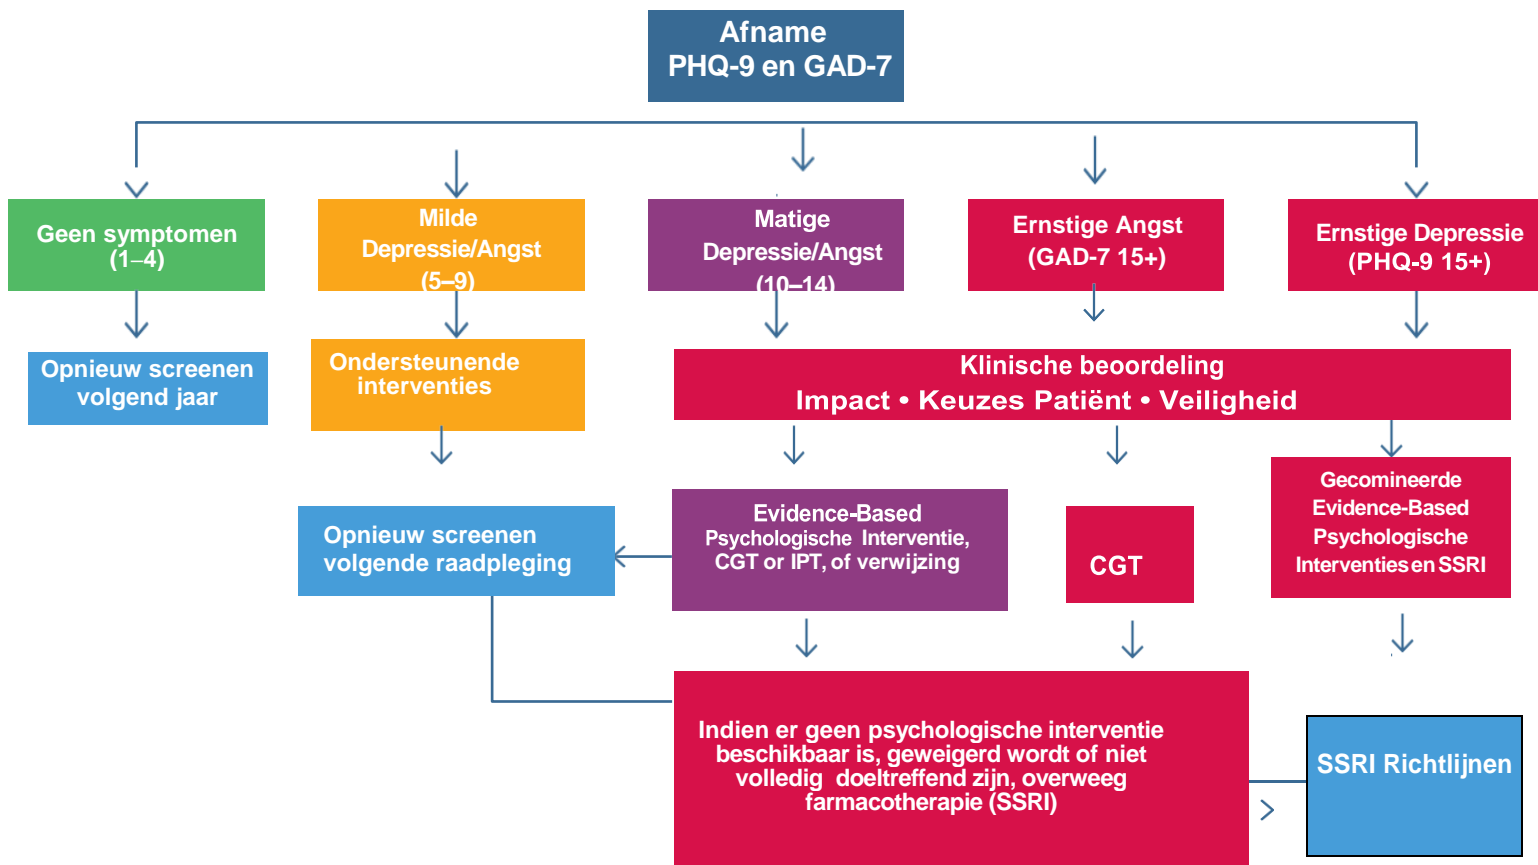 Afname
PHQ-9 en GAD-7
Geen symptomen
(1–4)
Milde
Depressie/Angst
(5–9)
Matige
Depressie/Angst
(10–14)
Ernstige Angst
(GAD-7 15+)
Ernstige Depressie
(PHQ-9 15+)
Opnieuw screenen
volgend jaar
Ondersteunende
interventies
Klinische beoordeling
Impact • Keuzes Patiënt • Veiligheid
Opnieuw screenen
volgende raadpleging
Evidence-Based
Psychologische Interventie,
CGT or IPT, of verwijzing
CGT
Gecomineerde
Evidence-Based
Psychologische
Interventies en SSRI
Indien er geen psychologische interventie
beschikbaar is, geweigerd wordt of niet
volledig doeltreffend zijn, overweeg
farmacotherapie (SSRI)
SSRI Richtlijnen